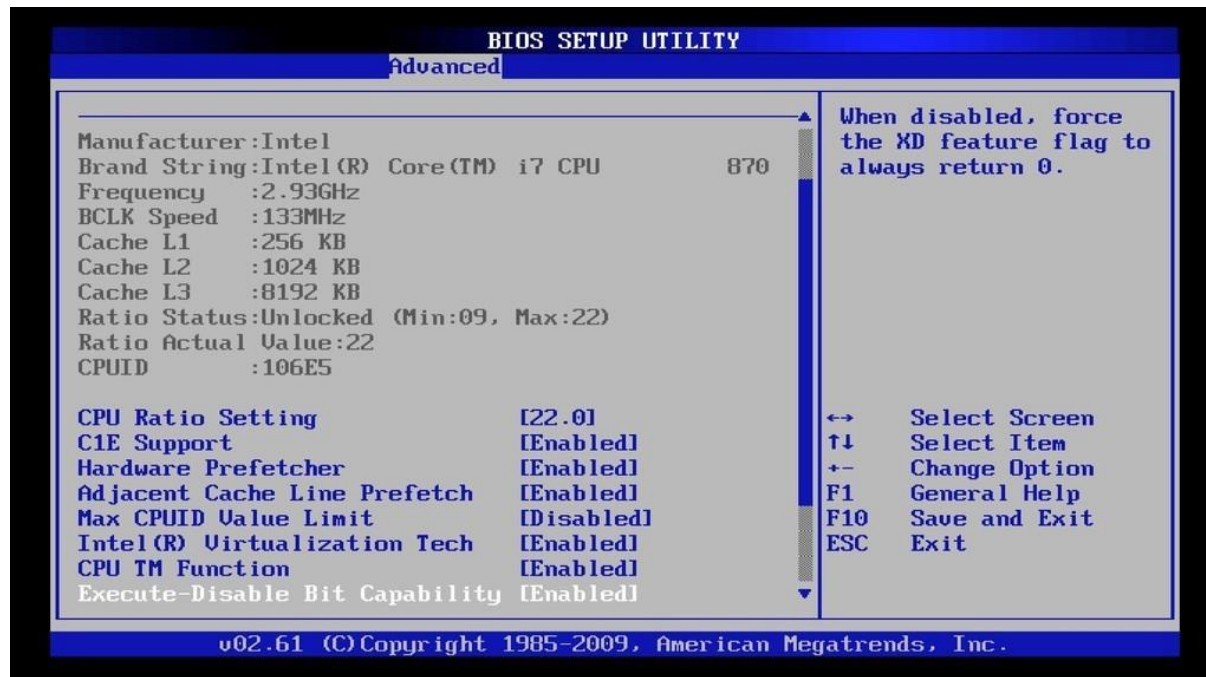 BIOS SETUP UTILITY
Advanced
Manufacturer:Intel
Brand String:Intel(R) Core(TM) i7 CPU 870
Frequency :2.93GHz
BCLK Speed :133MHz
Cache L1 :256 KB
Cache L2 :1024 KB
Cache L3 :8192 KB
Ratio Status:Unlocked (Min:09, Max:22)
Ratio Actual Value:22
CPUID :106E5
CPU Ratio Setting [22.0]
C1E Support [Enabled]
Hardware Prefetcher [Enabled]
Adjacent Cache Line Prefetch [Enabled]
Max CPUID Value Limit [Disabled]
Intel(R) Virtualization Tech [Enabled]
CPU TM Function [Enabled]
Execute-Disable Bit Capability [Enabled]
When disabled, force
the XD feature flag to
always return 0.
←→ Select Screen
↑↓ Select Item
+- Change Option
F1 General Help
F10 Save and Exit
ESC Exit
v02.61 (C)Copyright 1985-2009, American Megatrends, Inc.